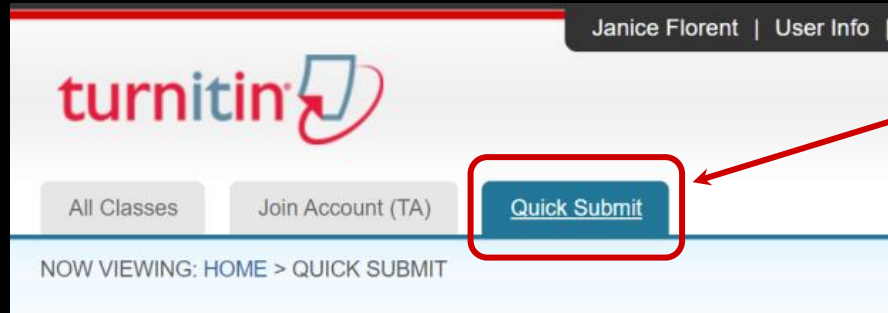 Janice Florent | User Info |
turnitin
All Classes Join Account (TA) Quick Submit
NOW VIEWING: HOME > QUICK SUBMIT